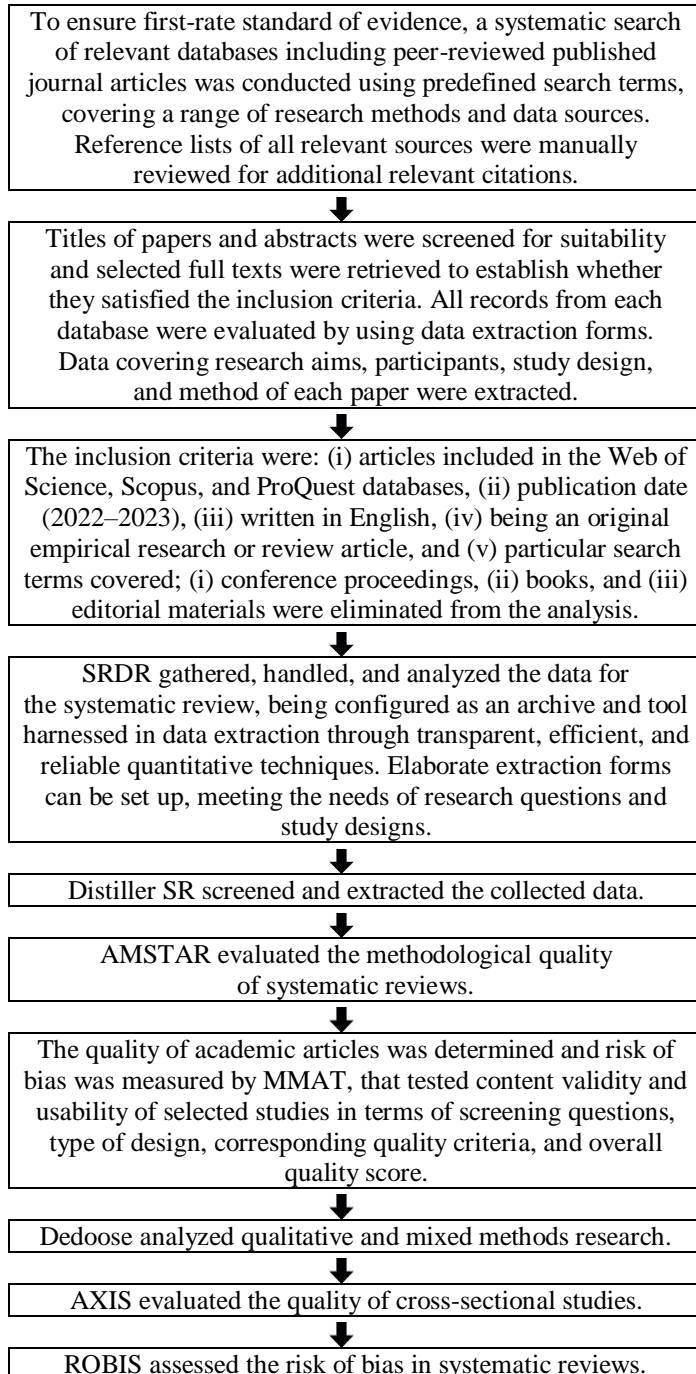 To ensure first-rate standard of evidence, a systematic search
of relevant databases including peer-reviewed published
journal articles was conducted using predefined search terms,
covering a range of research methods and data sources.
Reference lists of all relevant sources were manually
reviewed for additional relevant citations.
Titles of papers and abstracts were screened for suitability
and selected full texts were retrieved to establish whether
they satisfied the inclusion criteria. All records from each
database were evaluated by using data extraction forms.
Data covering research aims, participants, study design,
and method of each paper were extracted.
The inclusion criteria were: (i) articles included in the Web of
Science, Scopus, and ProQuest databases, (ii) publication date
(2022–2023), (iii) written in English, (iv) being an original
empirical research or review article, and (v) particular search
terms covered; (i) conference proceedings, (ii) books, and (iii)
editorial materials were eliminated from the analysis.
SRDR gathered, handled, and analyzed the data for
the systematic review, being configured as an archive and tool
harnessed in data extraction through transparent, efficient, and
reliable quantitative techniques. Elaborate extraction forms
can be set up, meeting the needs of research questions and
study designs.
Distiller SR screened and extracted the collected data.
AMSTAR evaluated the methodological quality
of systematic reviews.
The quality of academic articles was determined and risk of
bias was measured by MMAT, that tested content validity and
usability of selected studies in terms of screening questions,
type of design, corresponding quality criteria, and overall
quality score.
Dedoose analyzed qualitative and mixed methods research.
AXIS evaluated the quality of cross-sectional studies.
ROBIS assessed the risk of bias in systematic reviews.